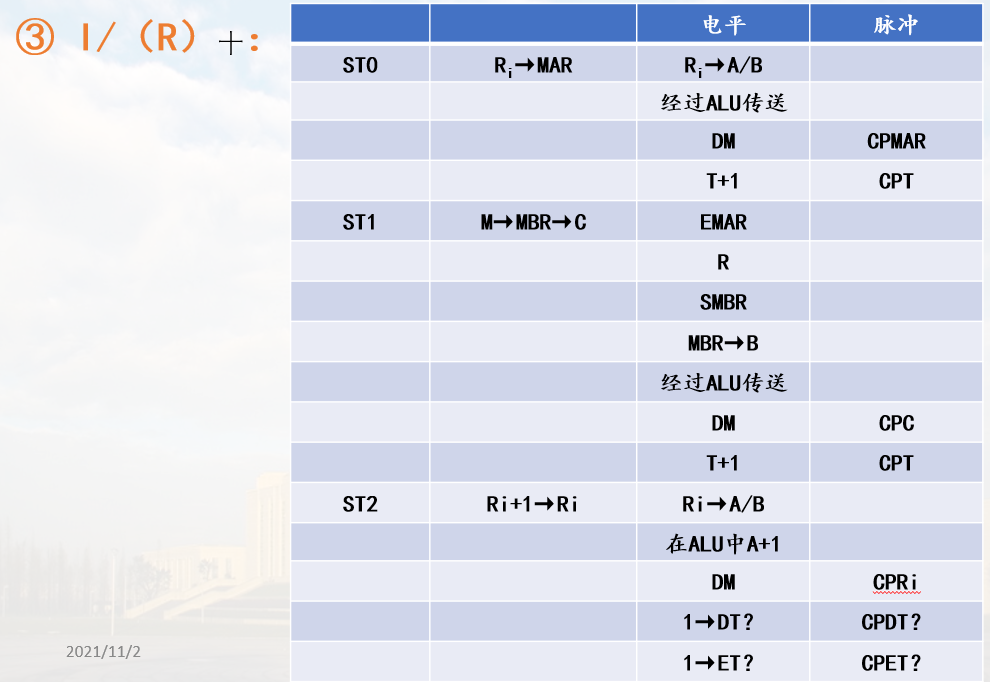 ③ I/（R）+：
电平 脉冲
ST0 Ri→MAR Ri→A/B
经过ALU传送
DM CPMAR
T+1 CPT
ST1 M→MBR→C EMAR
R
SMBR
MBR→B
经过ALU传送
DM CPC
T+1 CPT
ST2 Ri+1→Ri Ri→A/B
在ALU中A+1
DM CPRi
1→DT? CPDT?
1→ET? CPET?
2021/11/2